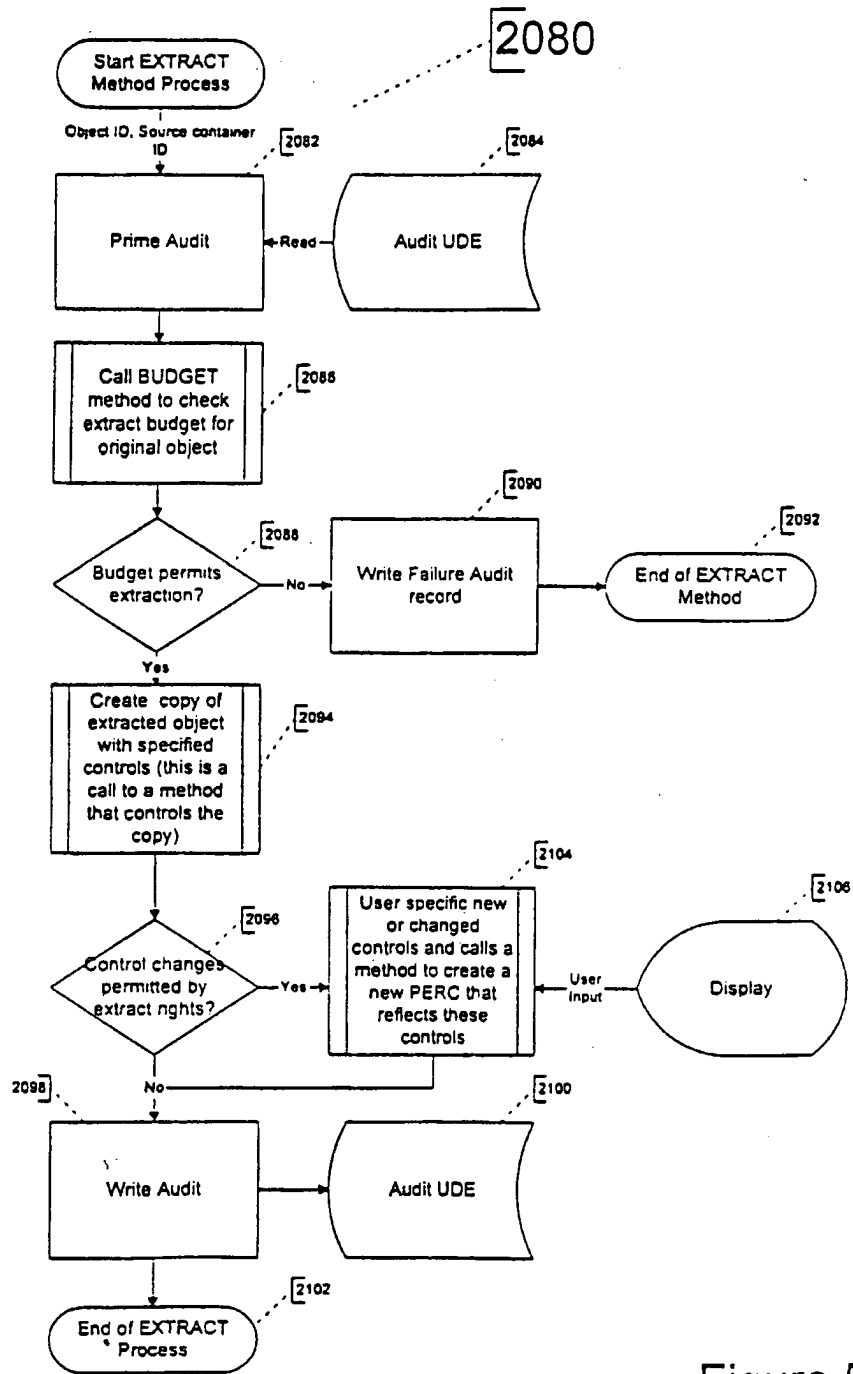 2080
Start EXTRACT
Method Process
Object ID, Source container
ID
2082
2084
Prime Audit
Read
Audit UDE
Call BUDGET
method to check
extract budget for
original object
2086
2088
Budget permits
extraction?
No
2090
Write Failure Audit
record
2092
End of EXTRACT
Method
Yes
Create copy of
extracted object
with specified
controls (this is a
call to a method
that controls the
copy)
2094
2096
Control changes
permitted by
extract rights?
Yes
2104
User specific new
or changed
controls and calls a
method to create a
new PERC that
reflects these
controls
User
Input
2106
Display
No
2098
Write Audit
2100
Audit UDE
2102
End of EXTRACT
Process
Figure